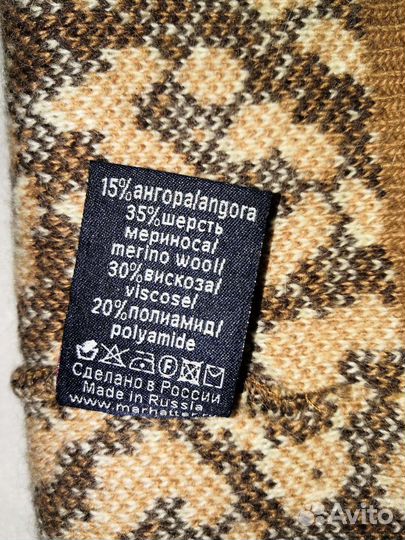 15%ангора/angora
35%шерсть
мериноса/
merino wool/
30%вискоза/
viscose/
20%полиамид/
polyamide
Сделано в России
Made in Russia
Avito